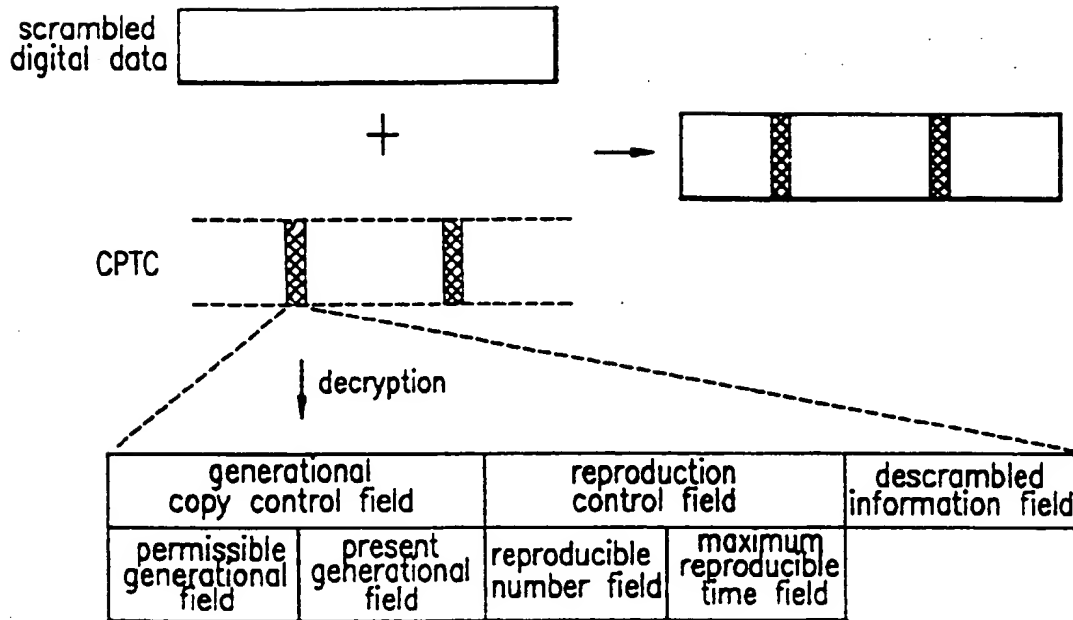 scrambled
digital data
+
CPTC
decryption
generational
copy control field
reproduction
control field
descrambled
information field
permissible
generational
field
present
generational
field
reproducible
number field
maximum
reproducible
time field